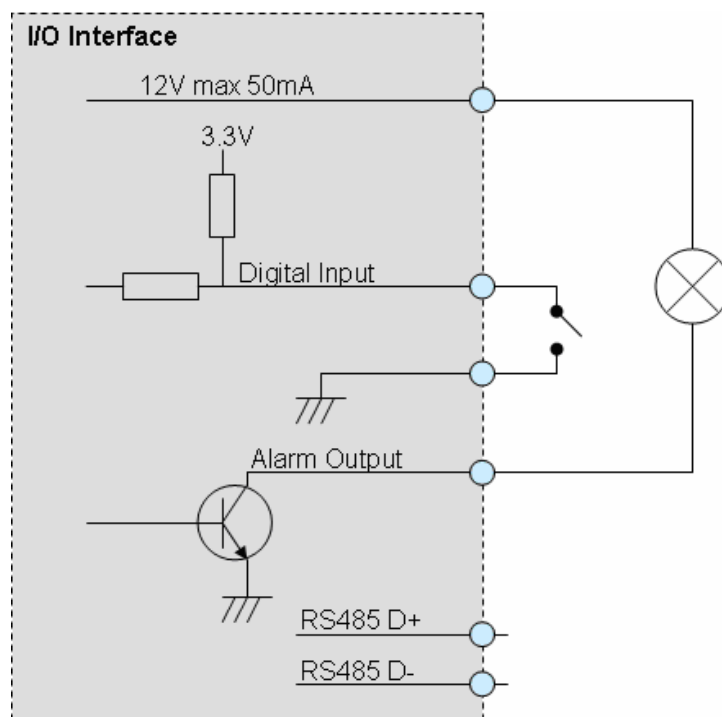 I/O Interface
12V max 50mA
3.3V
Digital Input
Alarm Output
RS485 D+
RS485 D-